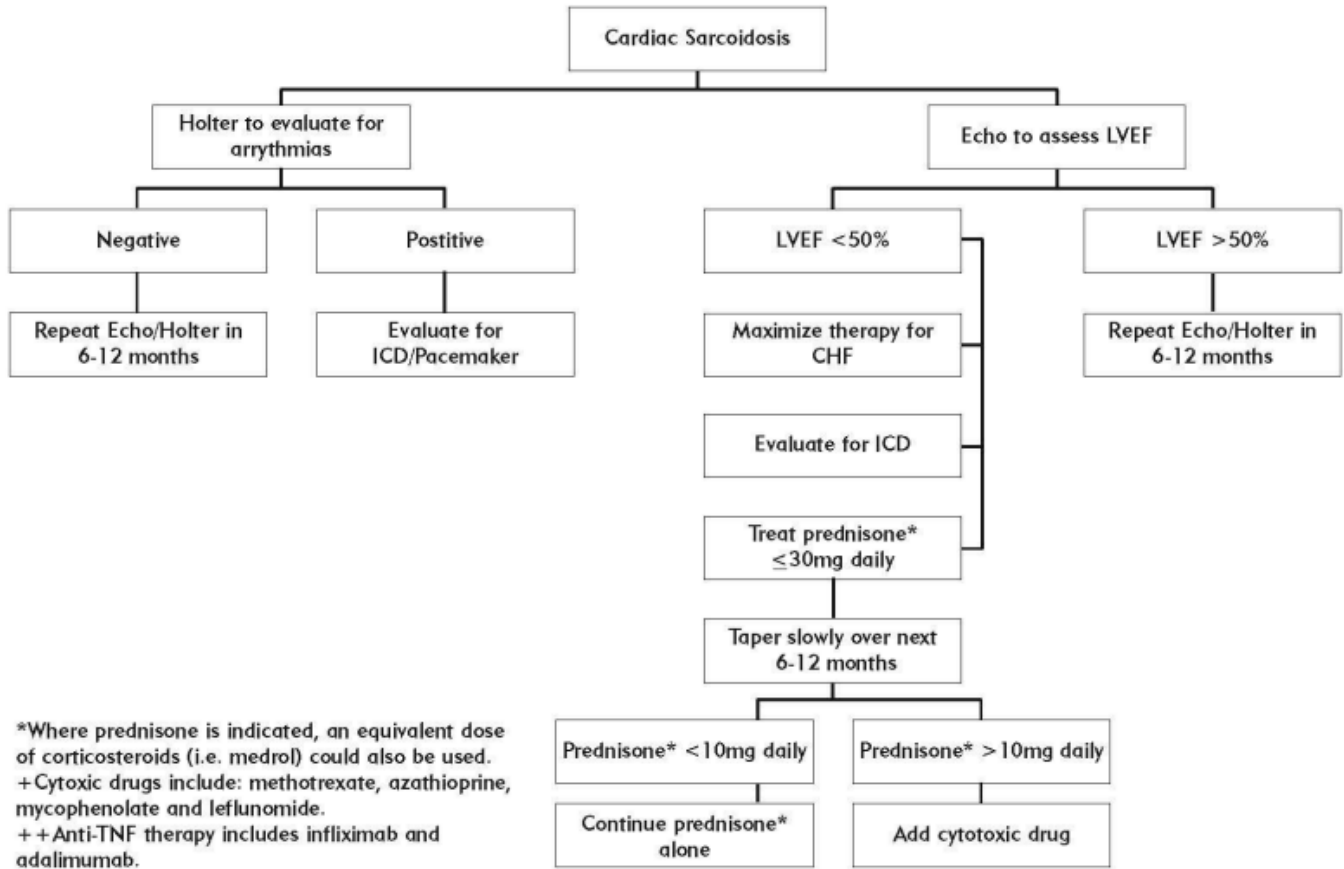 Cardiac Sarcoidosis
Holter to evaluate for
arrythmias
Echo to assess LVEF
Negative
Postitive
LVEF <50%
LVEF >50%
Repeat Echo/Holter in
6-12 months
Evaluate for
ICD/Pacemaker
Maximize therapy for
CHF
Repeat Echo/Holter in
6-12 months
Evaluate for ICD
Treat prednisone*
≤30mg daily
Taper slowly over next
6-12 months
Prednisone* <10mg daily
Prednisone* >10mg daily
Continue prednisone*
alone
Add cytotoxic drug
*Where prednisone is indicated, an equivalent dose
of corticosteroids (i.e. medrol) could also be used.
+Cytoxic drugs include: methotrexate, azathioprine,
mycophenolate and leflunomide.
++Anti-TNF therapy includes infliximab and
adalimumab.